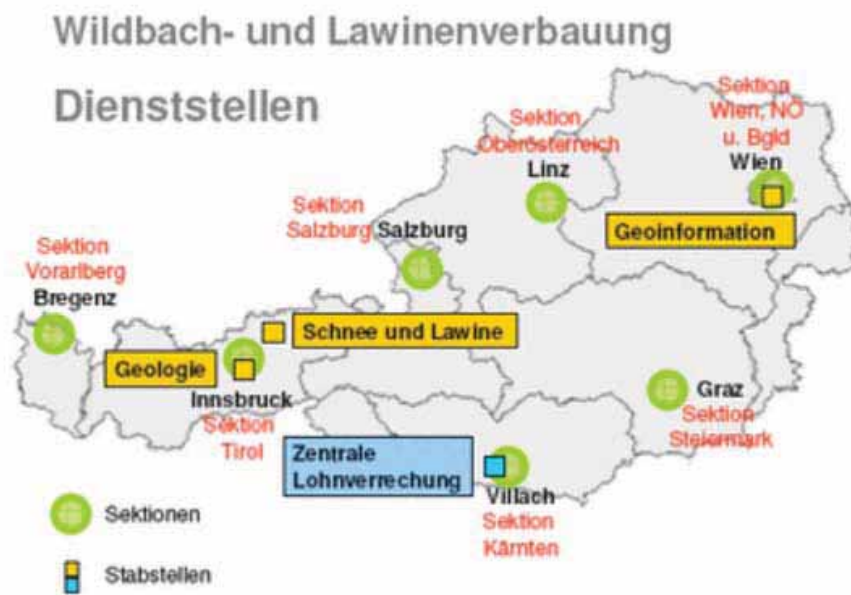 Wildbach- und Lawinenverbauung
Dienststellen
Sektion
Wien, NÖ
u. Bgld
Wien
Sektion
Oberösterreich
Linz
Geoinformation
Sektion
Salzburg
Salzburg
Sektion
Vorarlberg
Bregenz
Schnee und Lawine
Geologie
Innsbruck
Sektion
Tirol
Graz
Sektion
Steiermark
Zentrale
Lohnverrechung
Villach
Sektion
Kärnten
Sektionen
Stabstellen